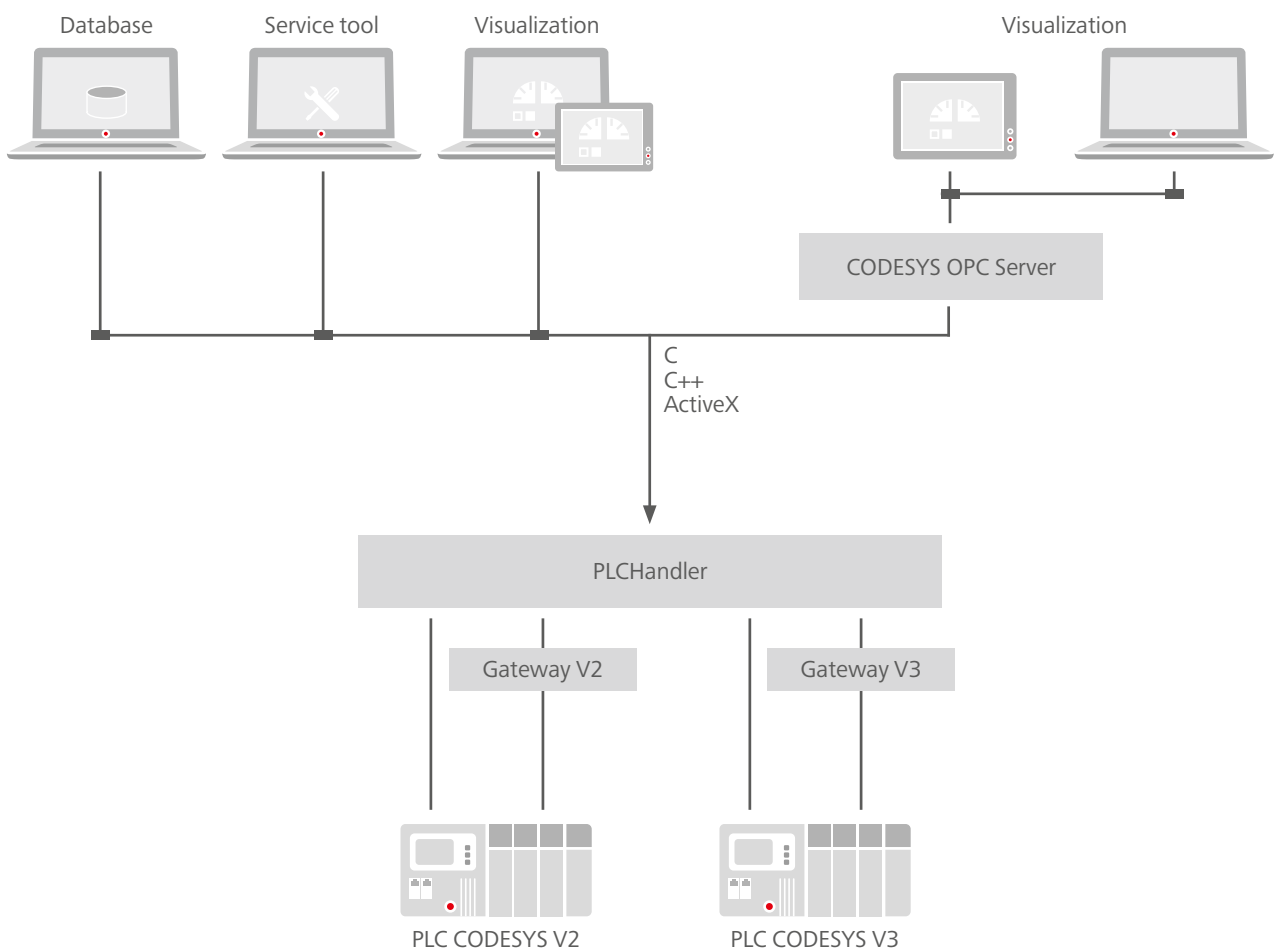 Database
Service tool
Visualization
Visualization
CODESYS OPC Server
C
C++
ActiveX
PLCHandler
Gateway V2
Gateway V3
PLC CODESYS V2
PLC CODESYS V3